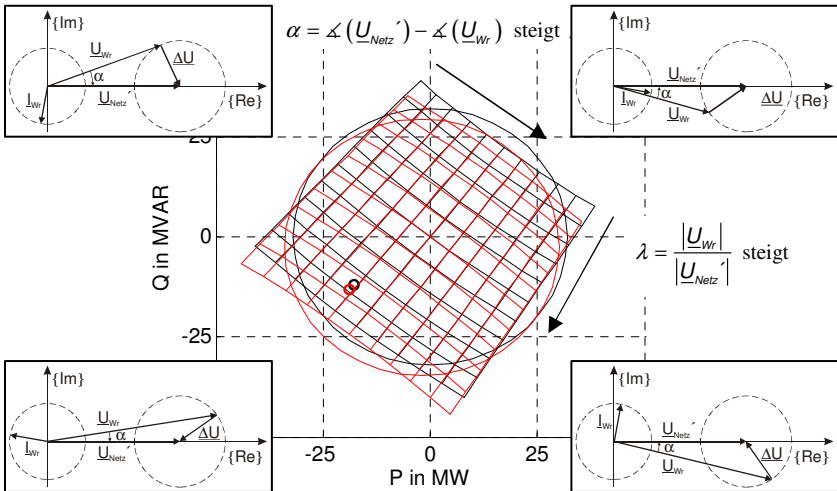 {Im}
U_Wr
ΔU
α
I_Wr
U_Netz´
{Re}
α = ∡(U_Netz´) − ∡(U_Wr) steigt
{Im}
U_Netz´
I_Wr
α
U_Wr
ΔU
{Re}
25
0
-25
Q in MVAR
λ = |U_Wr| / |U_Netz´| steigt
{Im}
U_Wr
α
ΔU
I_Wr
U_Netz´
{Re}
{Im}
I_Wr
U_Netz´
α
U_Wr
ΔU
{Re}
-25
0
25
P in MW